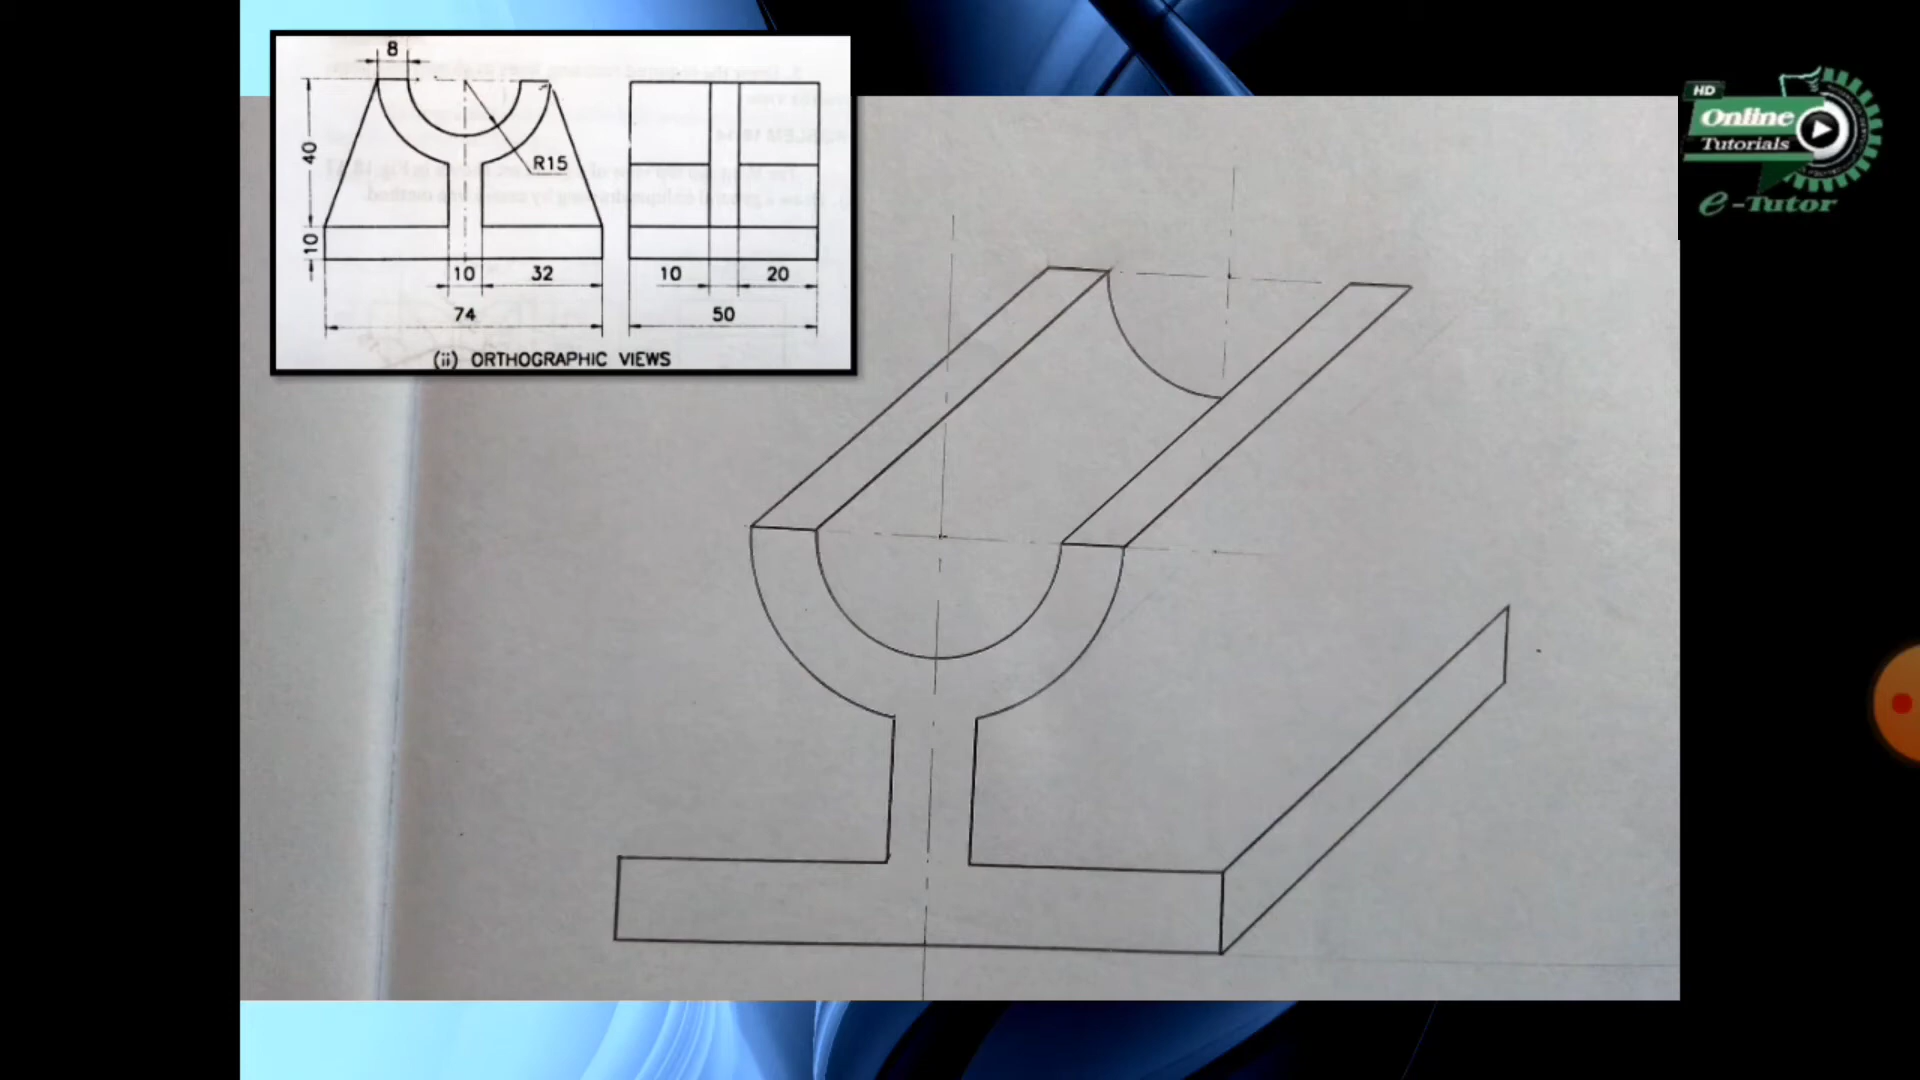 8
40
R15
10
10 32
10 20
74
50
(ii) ORTHOGRAPHIC VIEWS
HD
Online
Tutorials
e-Tutor